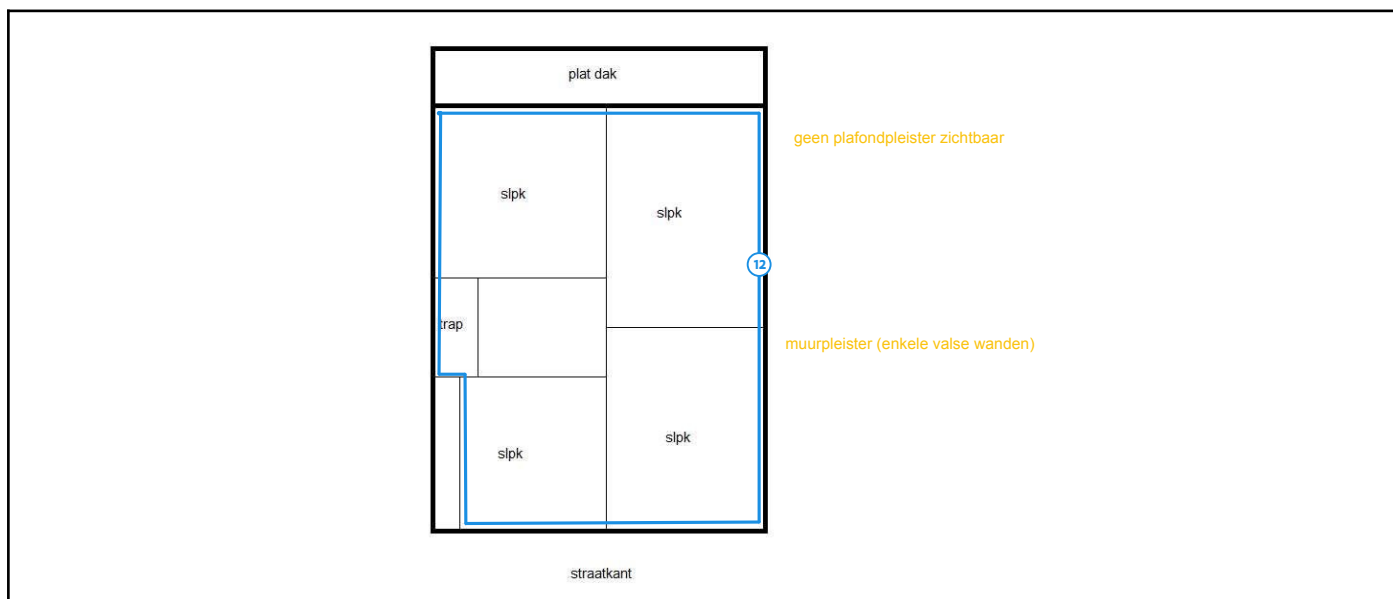 plat dak
geen plafondpleister zichtbaar
slpk
slpk
12
trap
muurpleister (enkele valse wanden)
slpk
slpk
straatkant